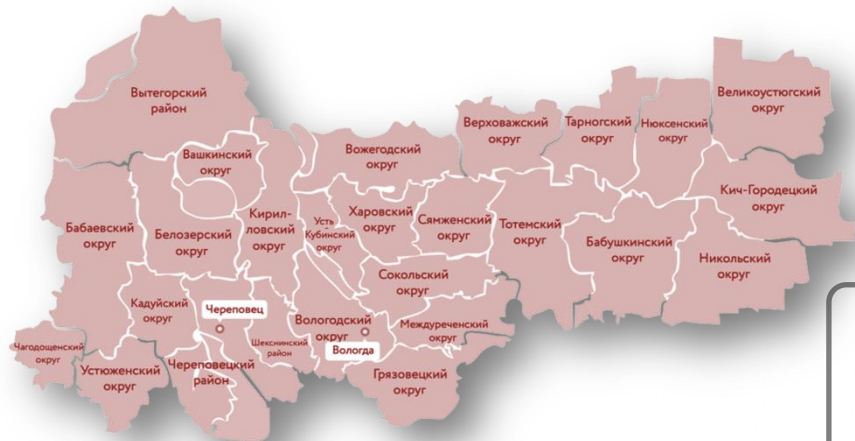 Вытегорский
район
Вашкинский
округ
Вожегодский
округ
Верховажский
округ
Тарногский
округ
Нюксенский
округ
Великоустюгский
округ
Кич-Городецкий
округ
Бабаевский
округ
Белозерский
округ
Кирил-
ловский
округ
Усть
Кубинский
округ
Харовский
округ
Сямженский
округ
Тотемский
округ
Бабушкинский
округ
Никольский
округ
Сокольский
округ
Кадуйский
округ
Череповец
Вологодский
округ
Вологда
Междуреченский
округ
Чагодощенский
округ
Устюженский
округ
Череповецкий
район
Шекснинский
район
Грязовецкий
округ